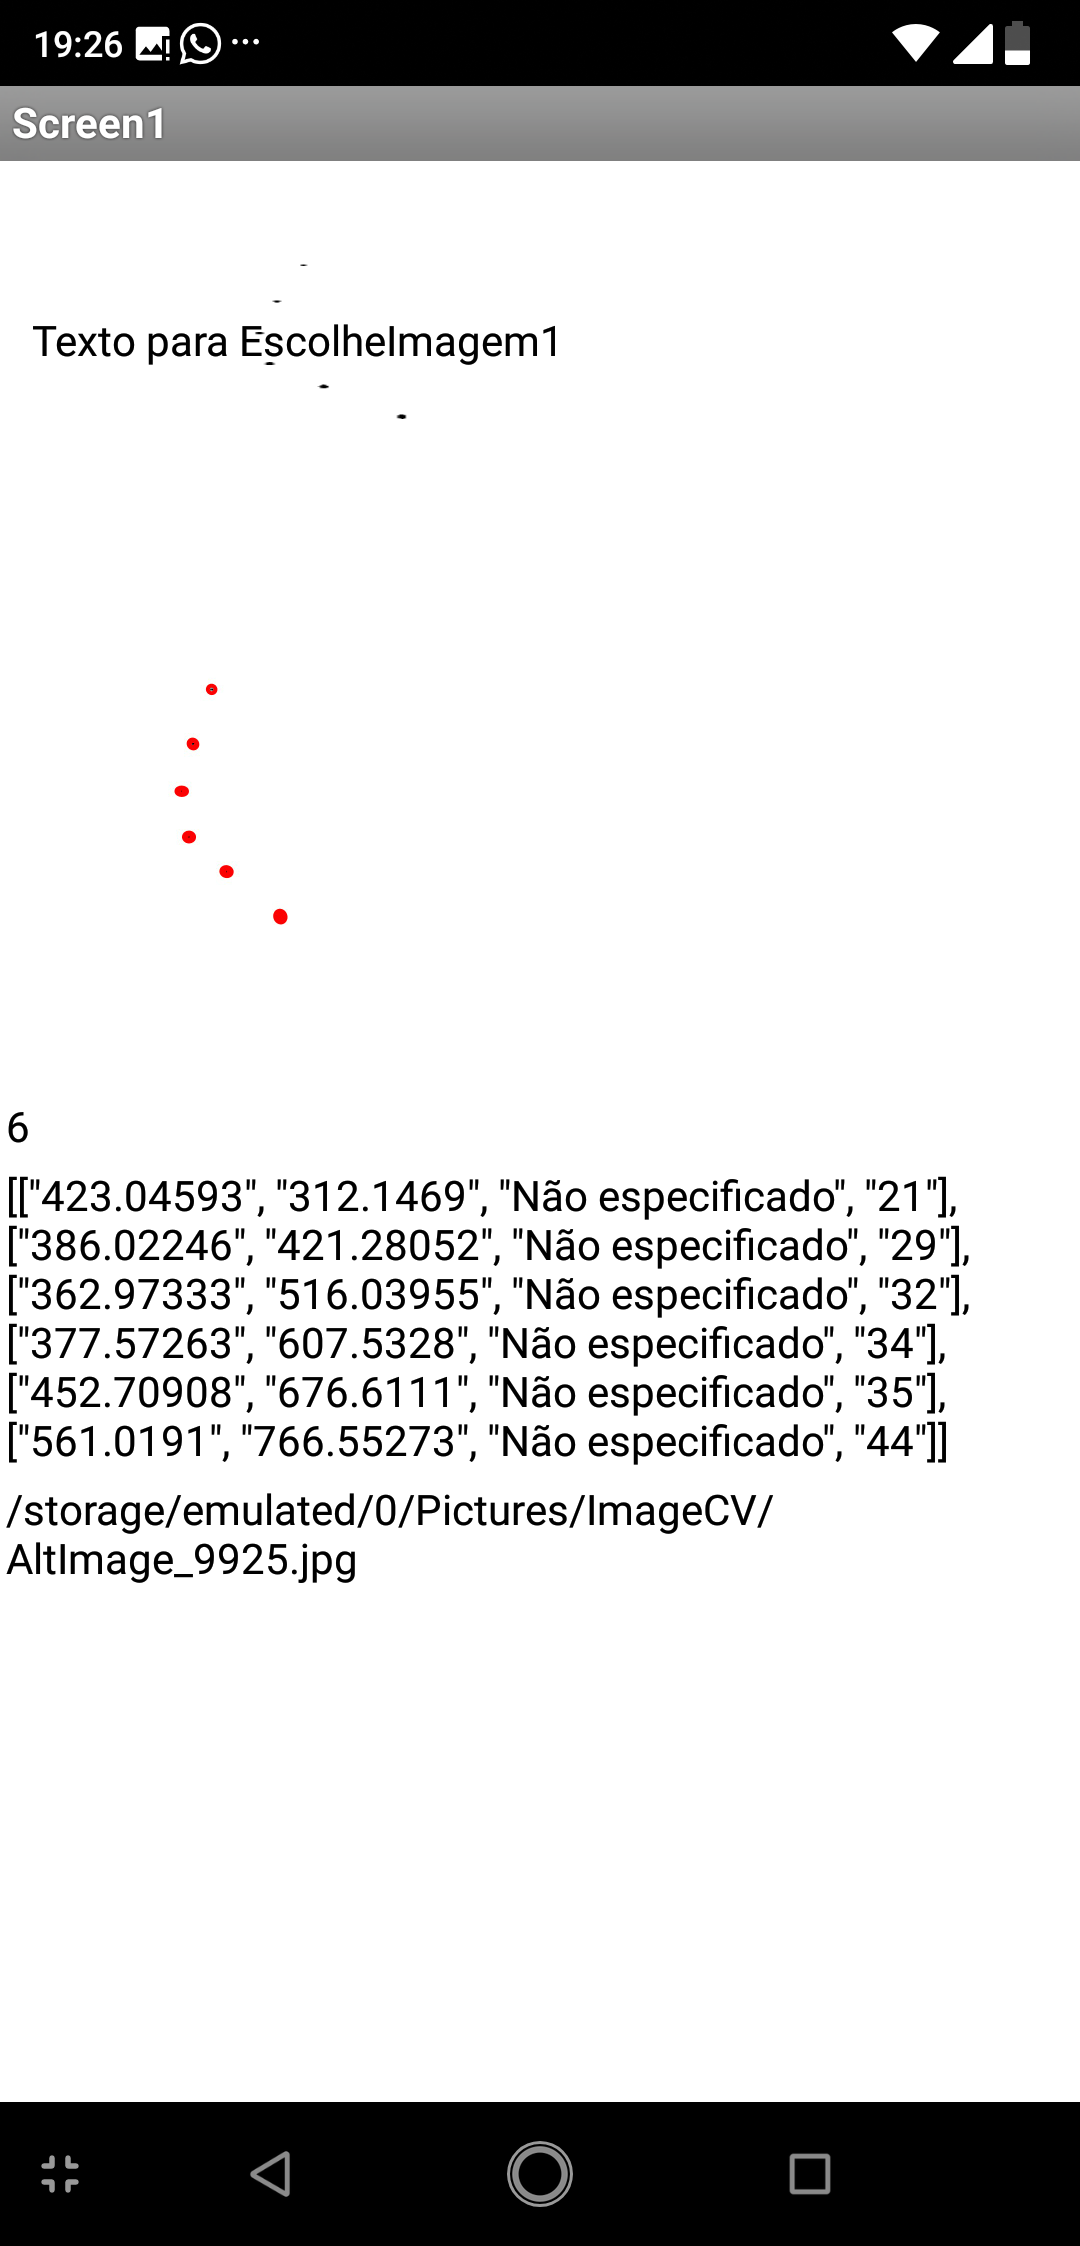 19:26
Screen1
Texto para EscolheImagem1
6
[["423.04593", "312.1469", "Não especificado", "21"],
["386.02246", "421.28052", "Não especificado", "29"],
["362.97333", "516.03955", "Não especificado", "32"],
["377.57263", "607.5328", "Não especificado", "34"],
["452.70908", "676.6111", "Não especificado", "35"],
["561.0191", "766.55273", "Não especificado", "44"]]
/storage/emulated/0/Pictures/ImageCV/
AltImage_9925.jpg